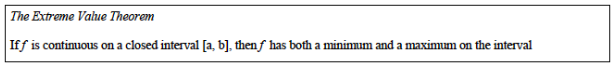 The Extreme Value Theorem
If f is continuous on a closed interval [a, b], then f has both a minimum and a maximum on the interval